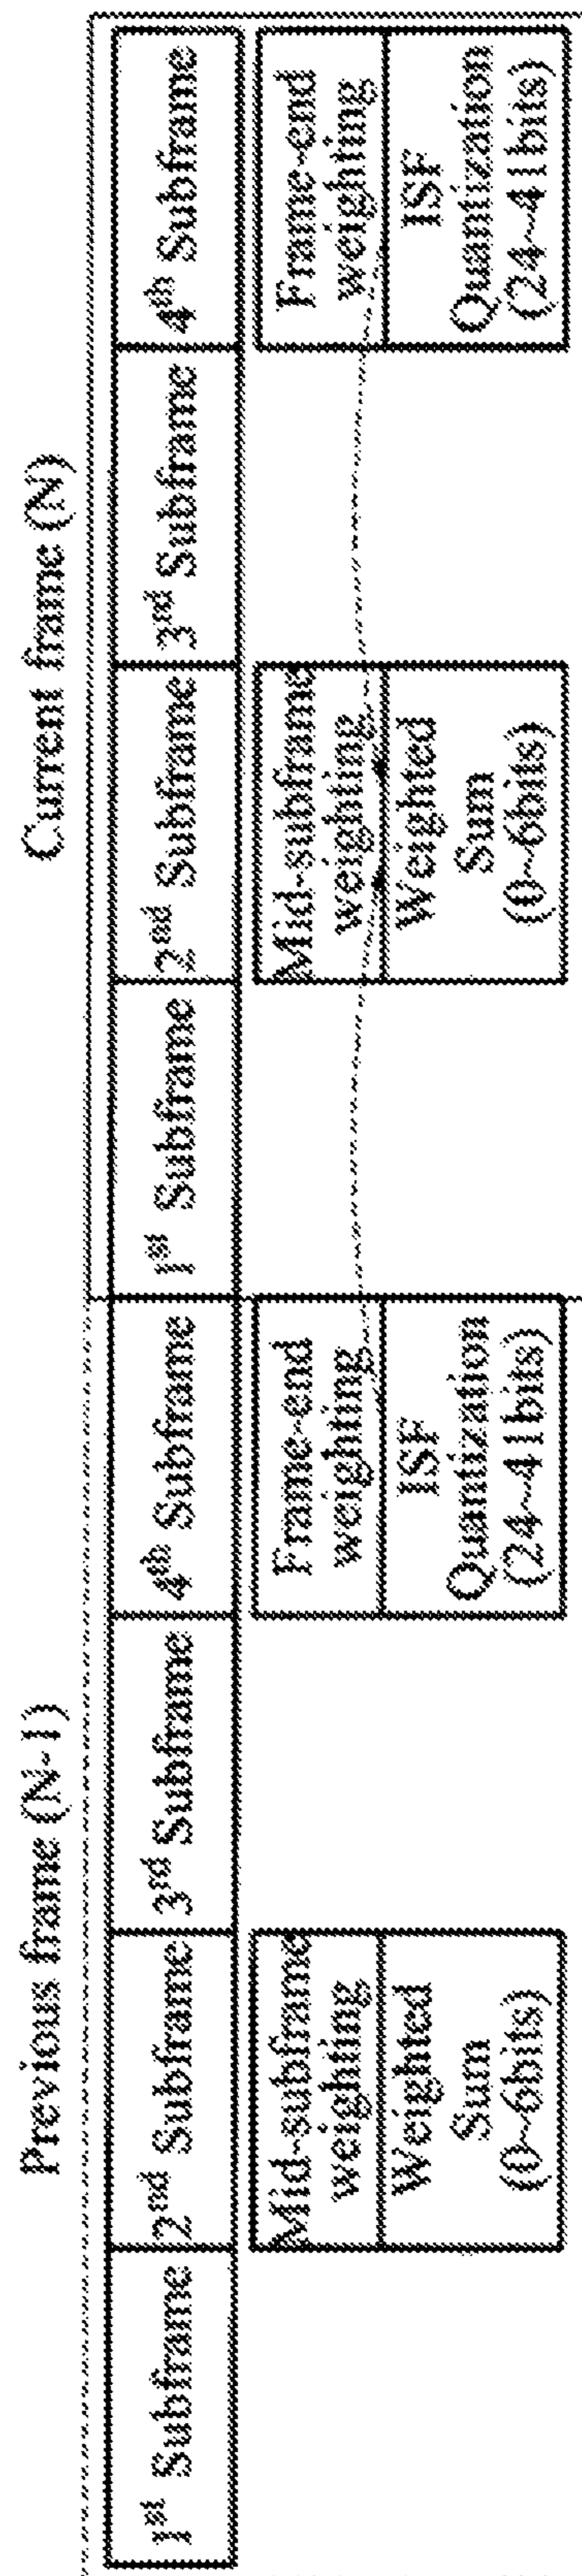 Previous frame (N-1)
Current frame (N)
1st Subframe
2nd Subframe
3rd Subframe
4th Subframe
1st Subframe
2nd Subframe
3rd Subframe
4th Subframe
Mid-subframe
weighting
Weighted
Sum
(0~6bits)
Frame-end
weighting
ISF
Quantization
(24~41bits)
Mid-subframe
weighting
Weighted
Sum
(0~6bits)
Frame-end
weighting
ISF
Quantization
(24~41bits)